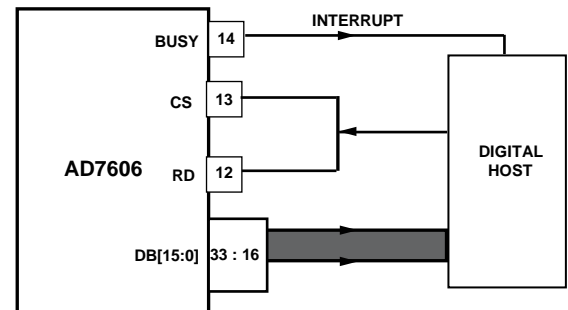 INTERRUPT
BUSY 14
CS 13
AD7606
RD 12
DIGITAL
HOST
DB[15:0] 33 : 16